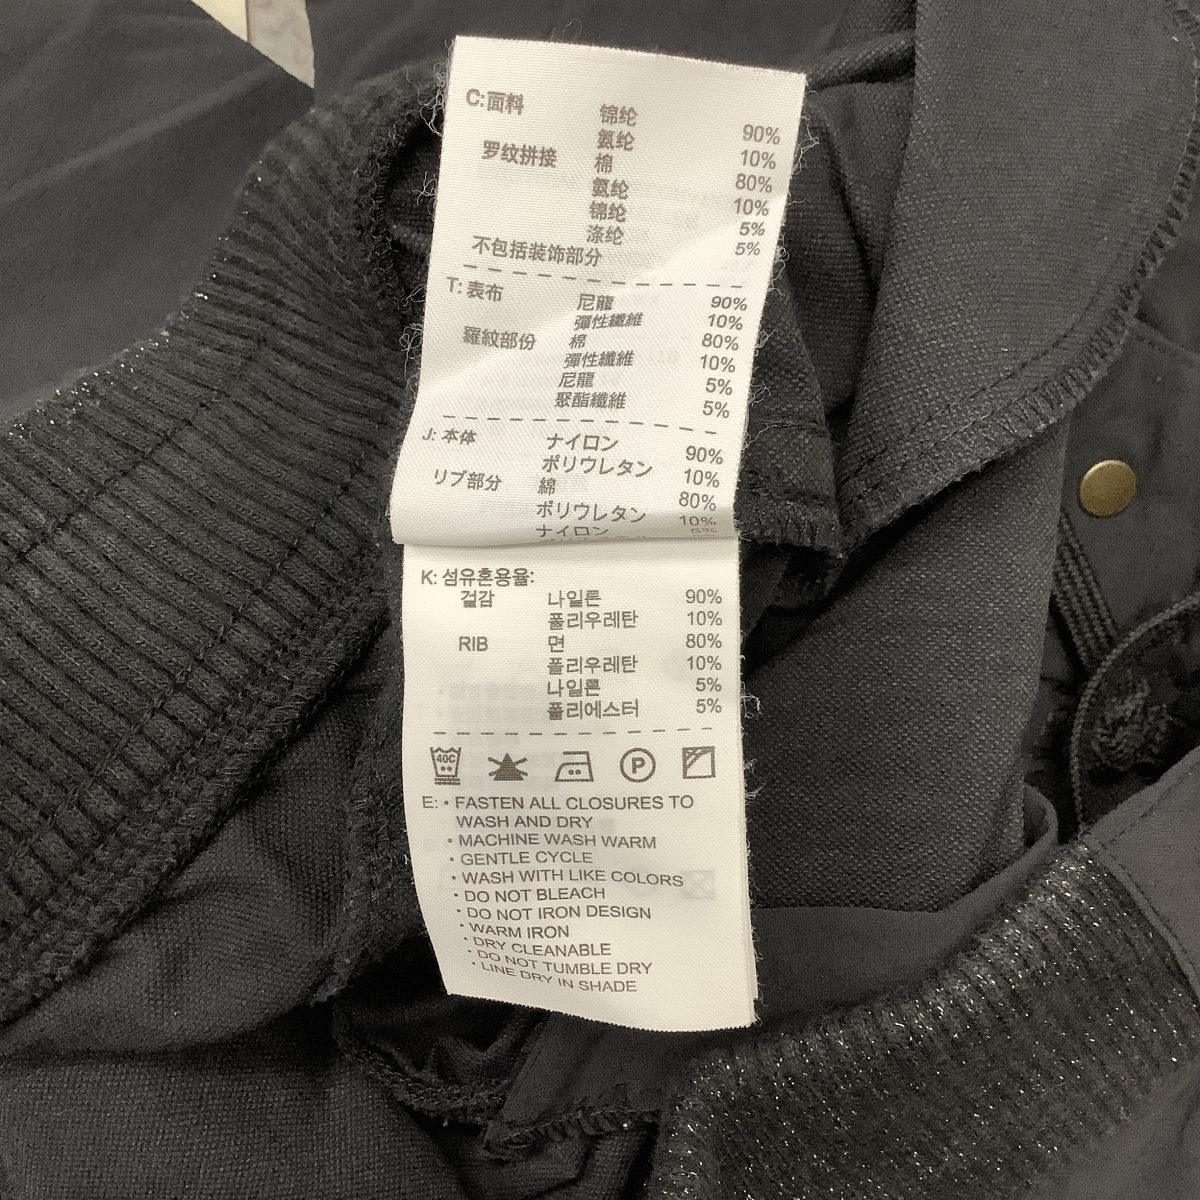 C:面料 锦纶 90%
氨纶 10%
罗纹拼接 棉 80%
氨纶 10%
锦纶 5%
涤纶 5%
不包括装饰部分
T: 表布 尼龍 90%
彈性纖維 10%
羅紋部份 棉 80%
彈性纖維 10%
尼龍 5%
聚酯纖維 5%
J: 本体 ナイロン 90%
ポリウレタン 10%
リブ部分 綿 80%
ポリウレタン 10%
ナイロン 5%
K: 섬유혼용율:
겉감 나일론 90%
폴리우레탄 10%
RIB 면 80%
폴리우레탄 10%
나일론 5%
폴리에스터 5%
40C P
E: • FASTEN ALL CLOSURES TO
WASH AND DRY
• MACHINE WASH WARM
• GENTLE CYCLE
• WASH WITH LIKE COLORS
• DO NOT BLEACH
• DO NOT IRON DESIGN
• WARM IRON
• DRY CLEANABLE
• DO NOT TUMBLE DRY
• LINE DRY IN SHADE